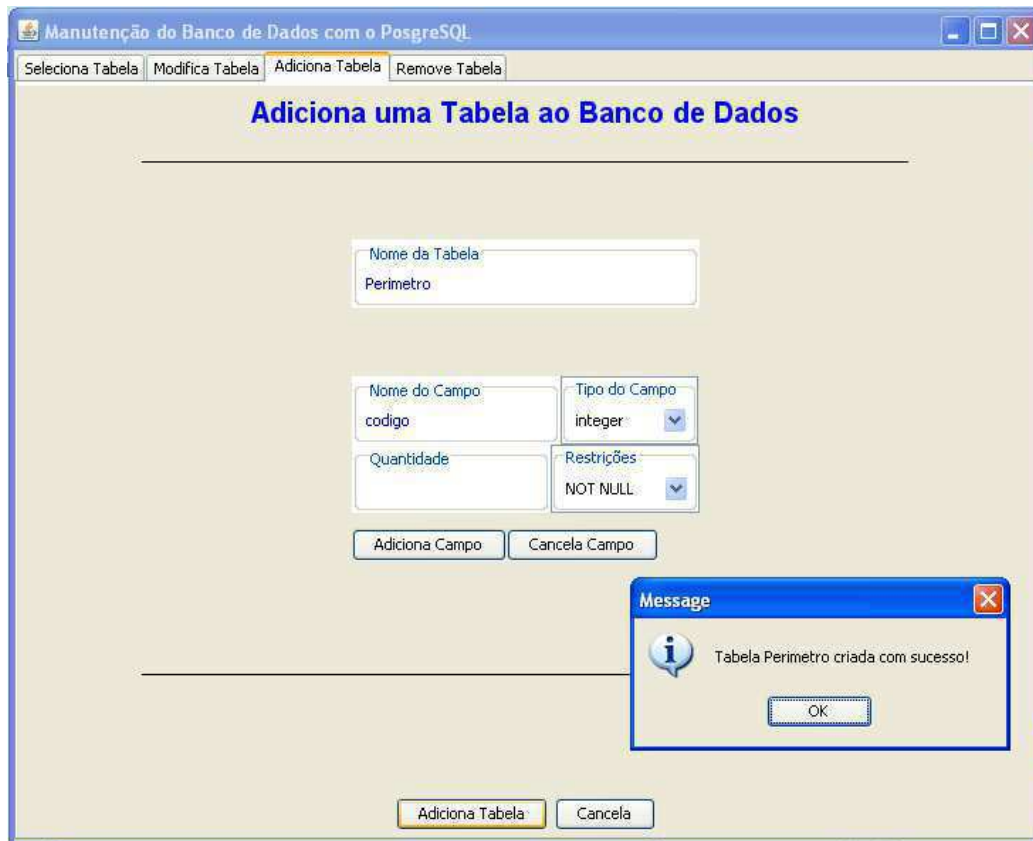 Manutenção do Banco de Dados com o PosgreSQL
Seleciona Tabela Modifica Tabela Adiciona Tabela Remove Tabela
Adiciona uma Tabela ao Banco de Dados
Nome da Tabela
Perimetro
Nome do Campo Tipo do Campo
codigo integer
Quantidade Restrições
NOT NULL
Adiciona Campo Cancela Campo
Message
Tabela Perimetro criada com sucesso!
OK
Adiciona Tabela Cancela